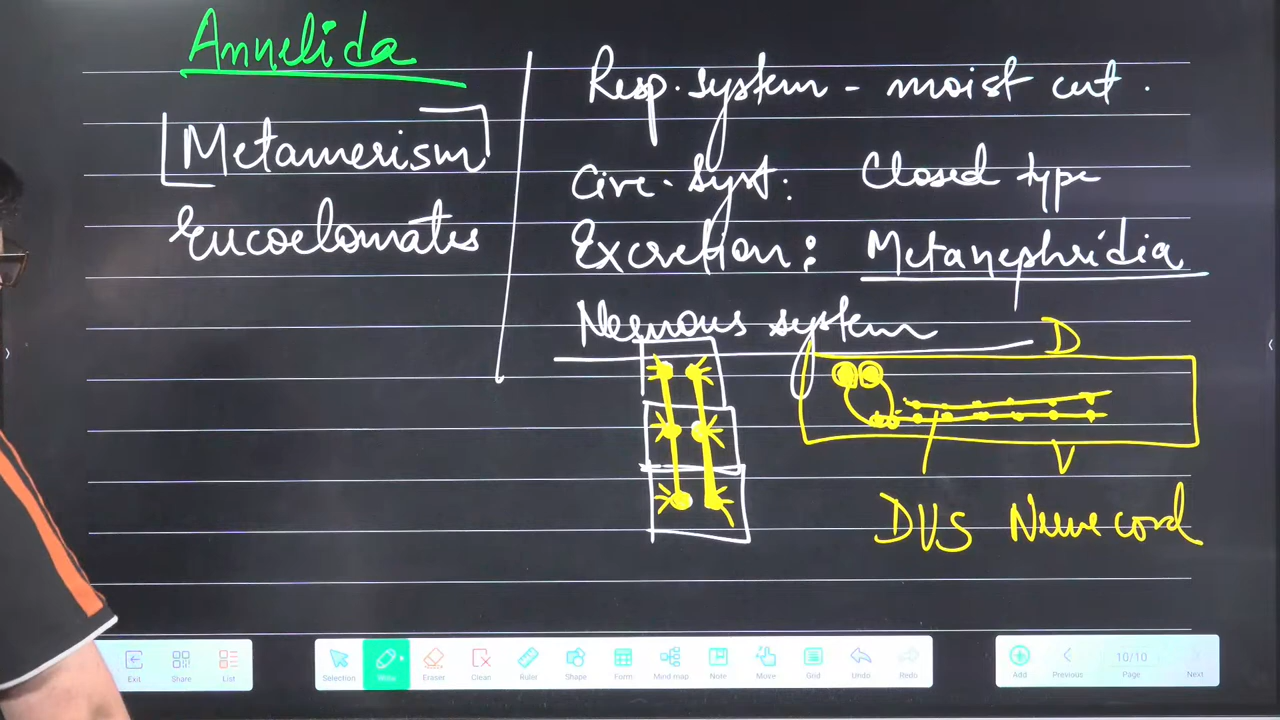 Annelida
Metamerism
Eucoelomates
Resp. system - moist cut.
Circ. Syst: Closed type
Excretion: Metanephridia
Nervous system
D
V
DVS Nerve cord
Exit
Share
List
Selection
Write
Eraser
Clean
Ruler
Shape
Form
Mind map
Note
Move
Grid
Undo
Redo
Add
Previous
10/10
Page
Next